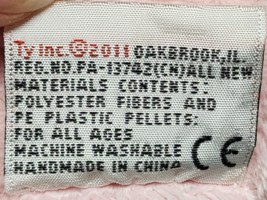 Ty Inc.©2011 OAKBROOK, IL.
REG.NO.PA-13742(CN)ALL NEW
MATERIALS CONTENTS:
POLYESTER FIBERS AND
PE PLASTIC PELLETS:
FOR ALL AGES
MACHINE WASHABLE
HANDMADE IN CHINA
CE